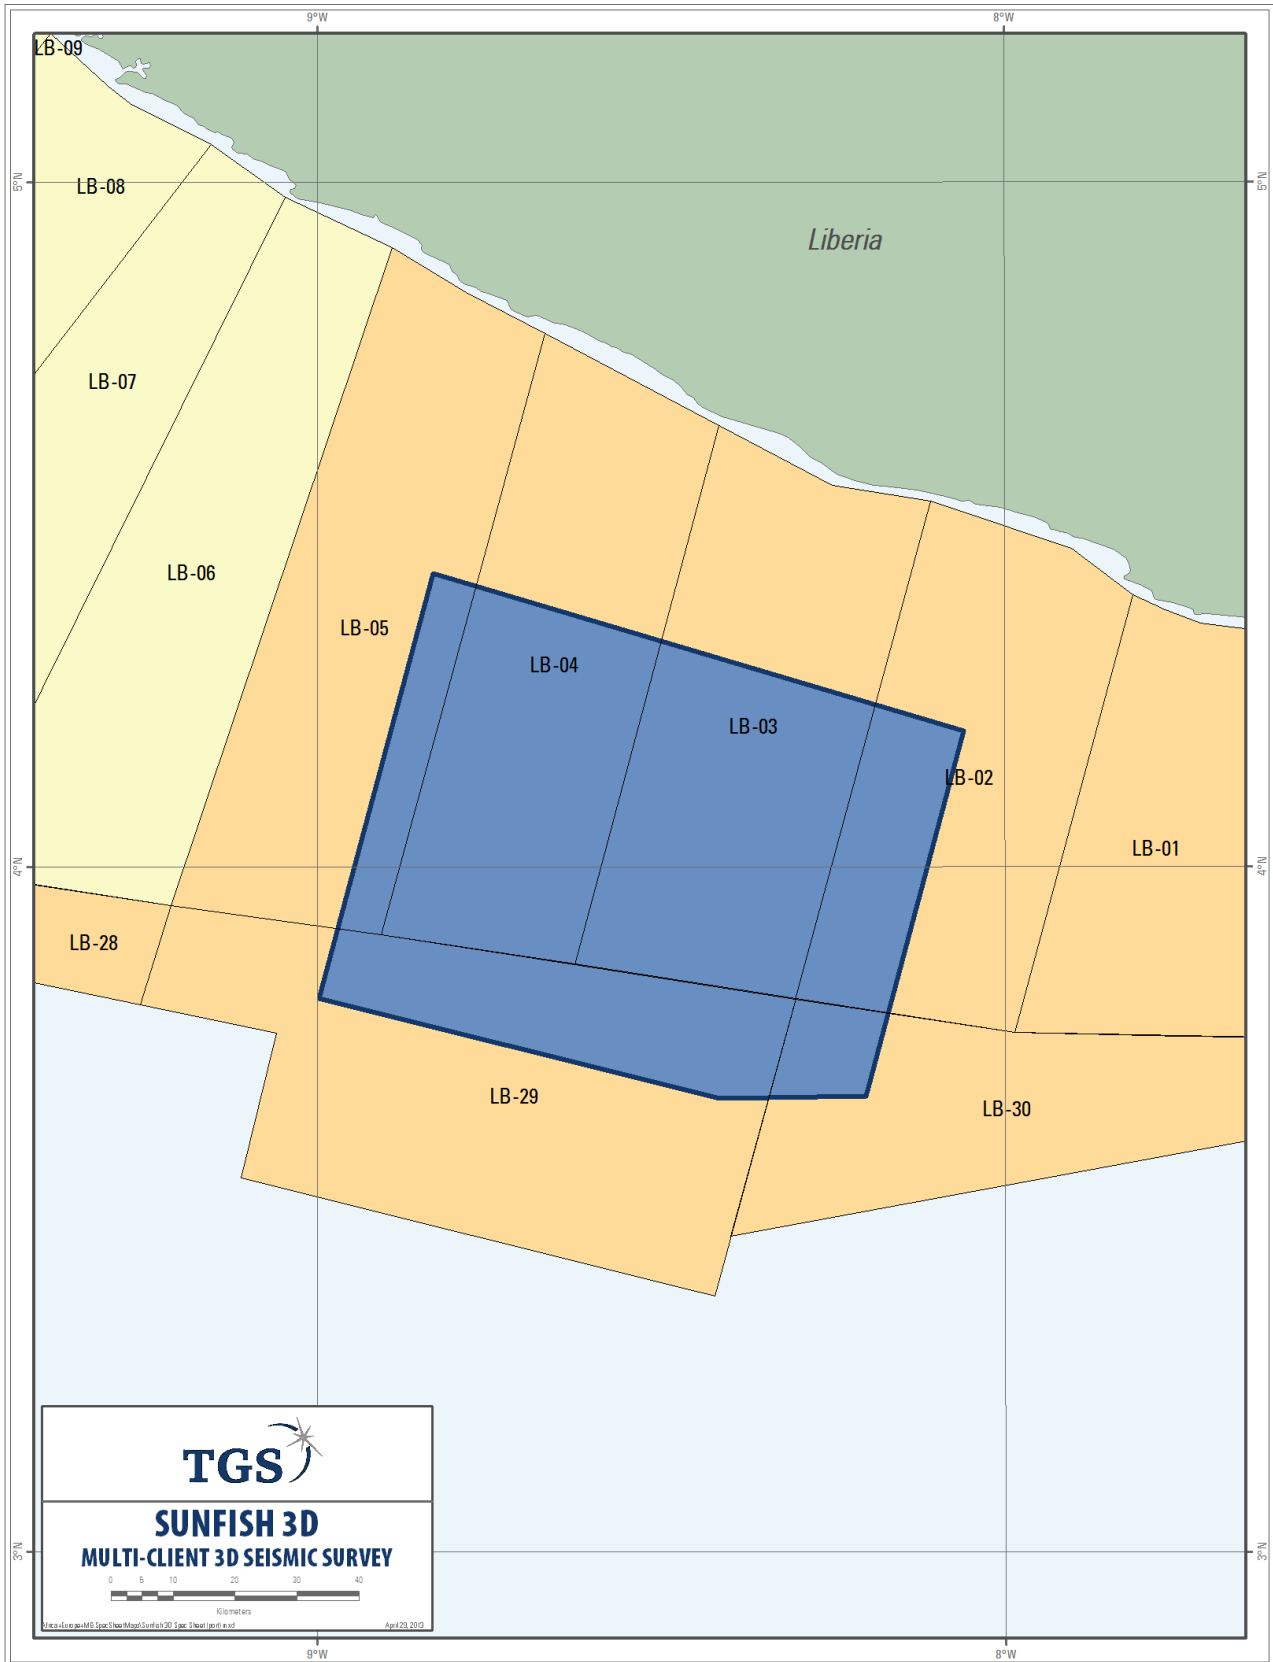 9°W
8°W
LB-09
5°N
LB-08
5°N
Liberia
LB-07
LB-06
LB-05
LB-04
LB-03
LB-02
LB-01
4°N
4°N
LB-28
LB-29
LB-30
TGS
SUNFISH 3D
MULTI-CLIENT 3D SEISMIC SURVEY
0 5 10 20 30 40
Kilometers
April 29, 2013
3°N
3°N
9°W
8°W